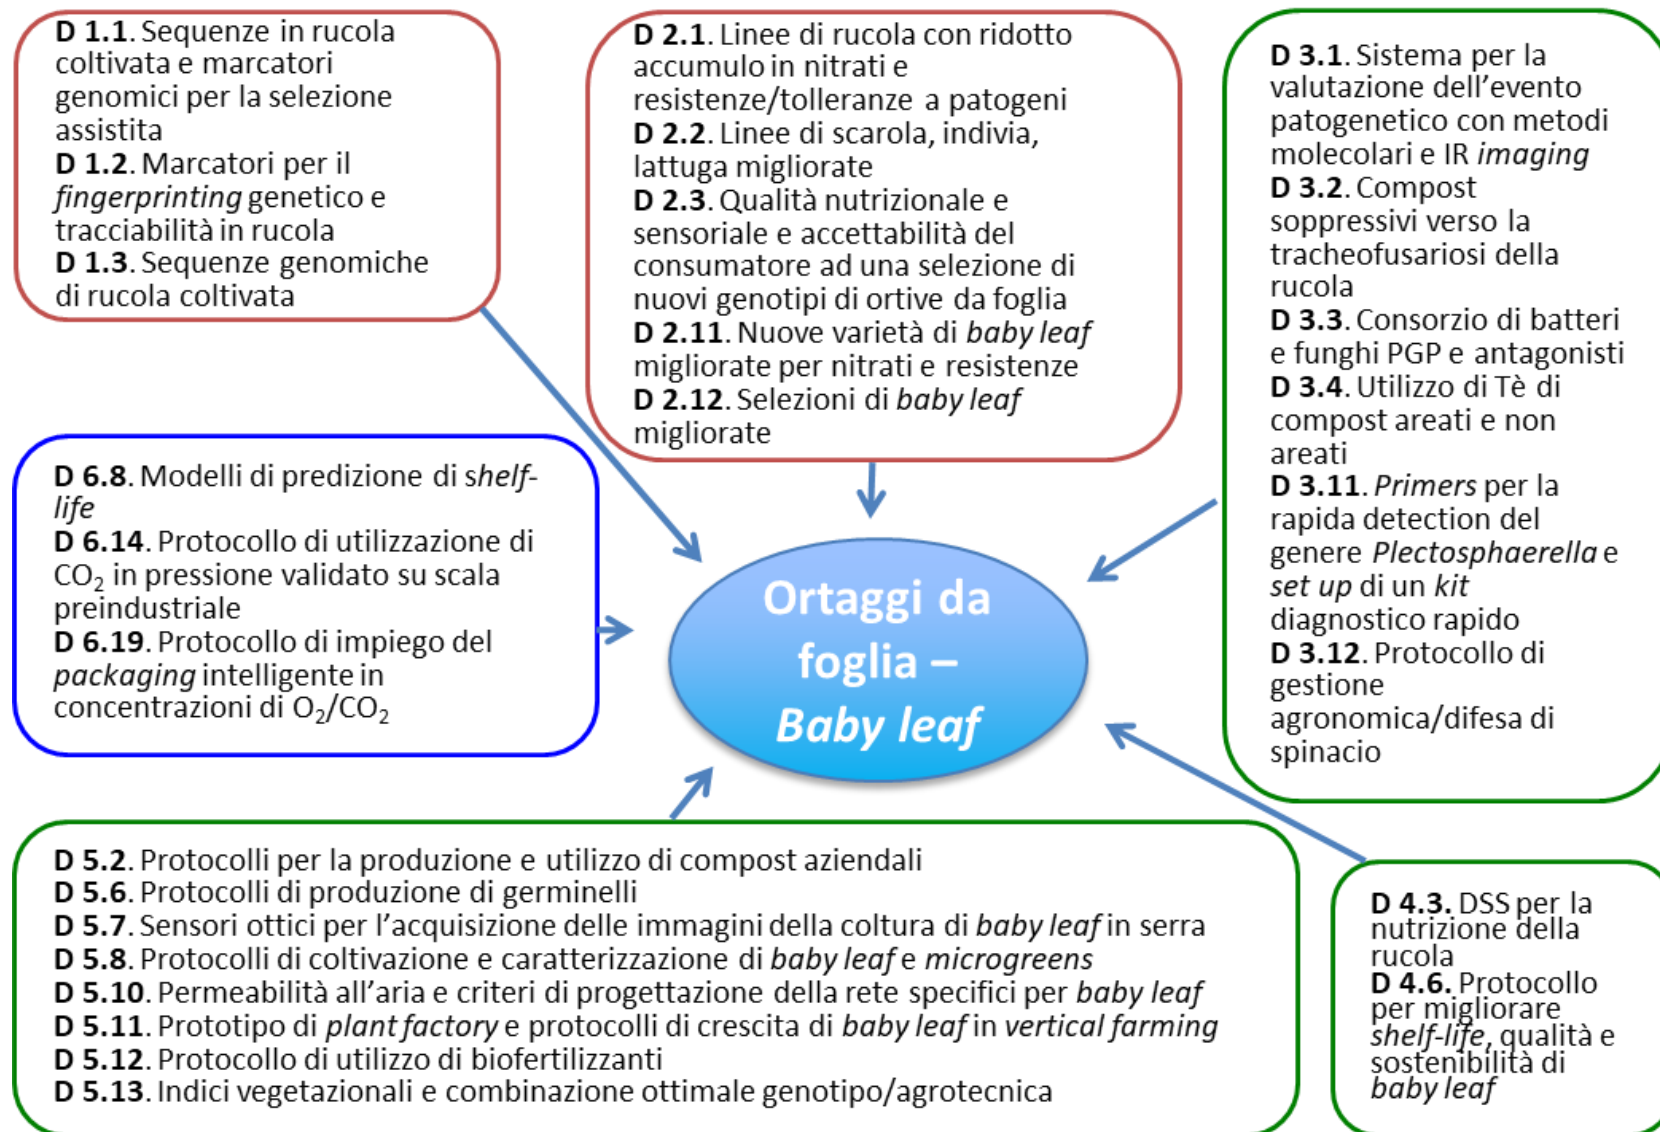 D 1.1. Sequenze in rucola
coltivata e marcatori
genomici per la selezione
assistita
D 1.2. Marcatori per il
fingerprinting genetico e
tracciabilità in rucola
D 1.3. Sequenze genomiche
di rucola coltivata
D 2.1. Linee di rucola con ridotto
accumulo in nitrati e
resistenze/tolleranze a patogeni
D 2.2. Linee di scarola, indivia,
lattuga migliorate
D 2.3. Qualità nutrizionale e
sensoriale e accettabilità del
consumatore ad una selezione di
nuovi genotipi di ortive da foglia
D 2.11. Nuove varietà di baby leaf
migliorate per nitrati e resistenze
D 2.12. Selezioni di baby leaf
migliorate
D 3.1. Sistema per la
valutazione dell’evento
patogenetico con metodi
molecolari e IR imaging
D 3.2. Compost
soppressivi verso la
tracheofusariosi della
rucola
D 3.3. Consorzio di batteri
e funghi PGP e antagonisti
D 3.4. Utilizzo di Tè di
compost areati e non
areati
D 3.11. Primers per la
rapida detection del
genere Plectosphaerella e
set up di un kit
diagnostico rapido
D 3.12. Protocollo di
gestione
agronomica/difesa di
spinacio
D 6.8. Modelli di predizione di shelf-
life
D 6.14. Protocollo di utilizzazione di
CO₂ in pressione validato su scala
preindustriale
D 6.19. Protocollo di impiego del
packaging intelligente in
concentrazioni di O₂/CO₂
Ortaggi da
foglia –
Baby leaf
D 5.2. Protocolli per la produzione e utilizzo di compost aziendali
D 5.6. Protocolli di produzione di germinelli
D 5.7. Sensori ottici per l’acquisizione delle immagini della coltura di baby leaf in serra
D 5.8. Protocolli di coltivazione e caratterizzazione di baby leaf e microgreens
D 5.10. Permeabilità all’aria e criteri di progettazione della rete specifici per baby leaf
D 5.11. Prototipo di plant factory e protocolli di crescita di baby leaf in vertical farming
D 5.12. Protocollo di utilizzo di biofertilizzanti
D 5.13. Indici vegetazionali e combinazione ottimale genotipo/agrotecnica
D 4.3. DSS per la
nutrizione della
rucola
D 4.6. Protocollo
per migliorare
shelf-life, qualità e
sostenibilità di
baby leaf